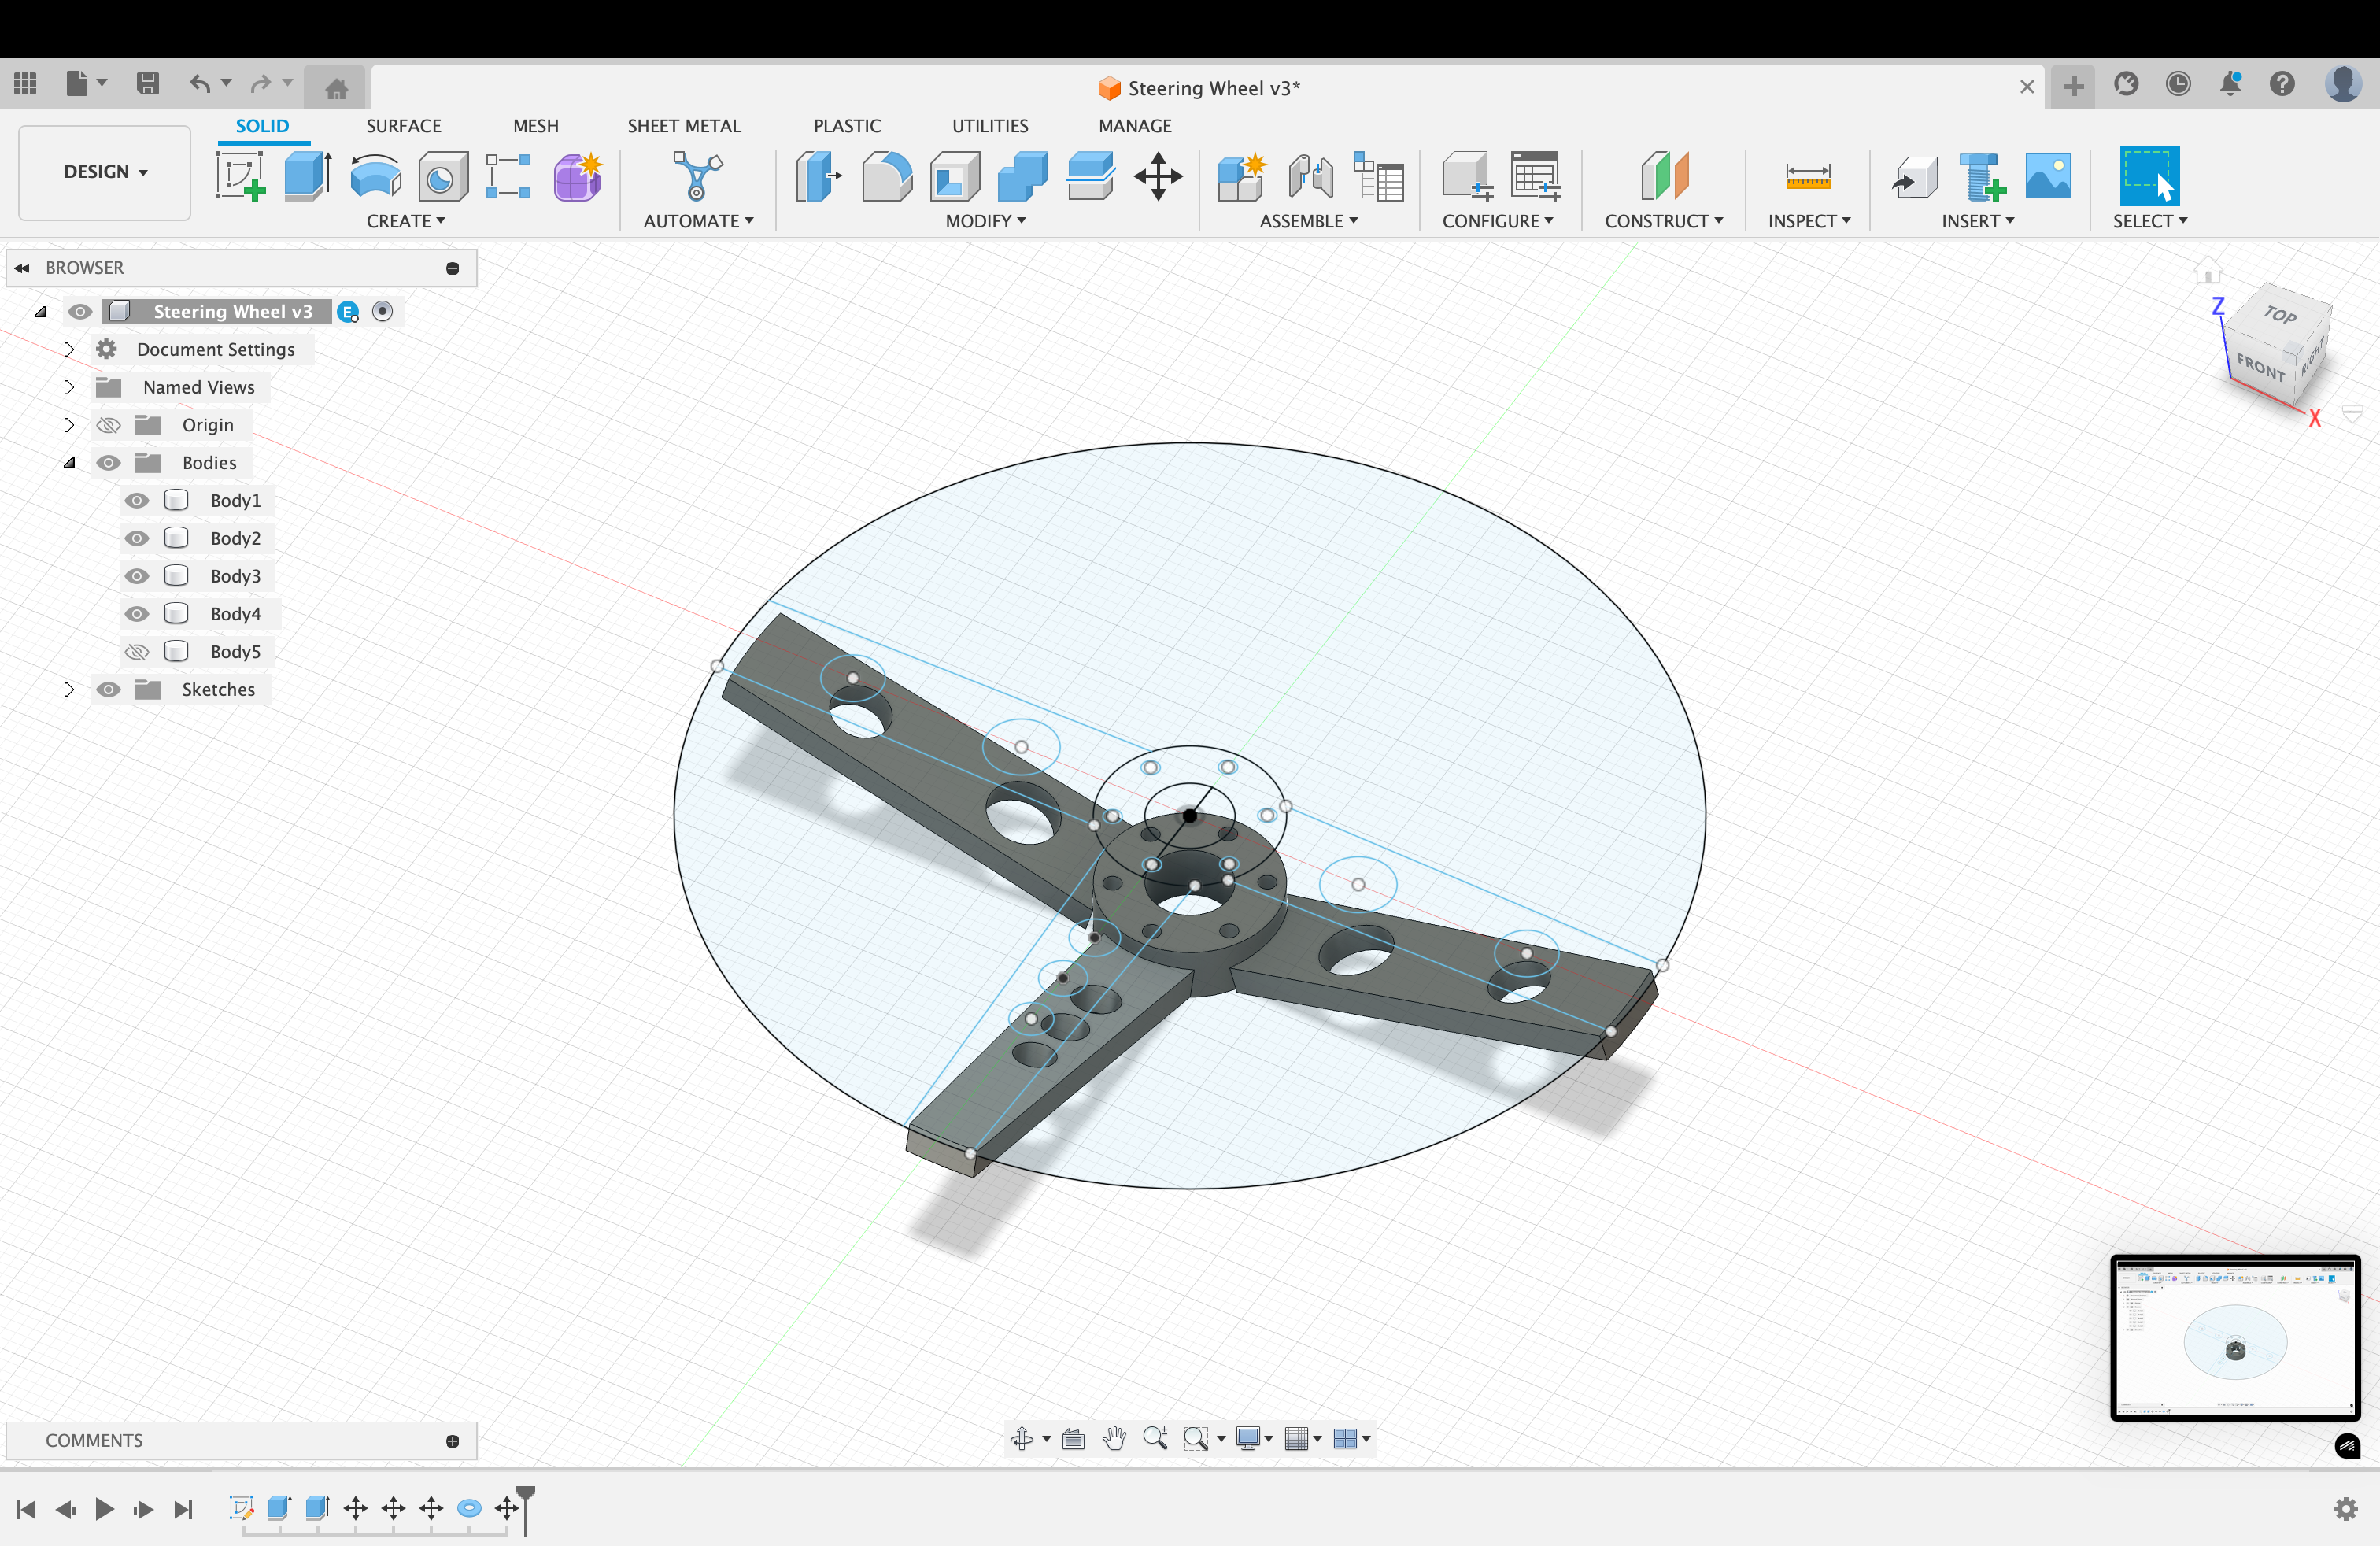 Steering Wheel v3*
SOLID SURFACE MESH SHEET METAL PLASTIC UTILITIES MANAGE
DESIGN
CREATE AUTOMATE MODIFY ASSEMBLE CONFIGURE CONSTRUCT INSPECT INSERT SELECT
BROWSER
Steering Wheel v3 E
Document Settings
Named Views
Origin
Bodies
Body1
Body2
Body3
Body4
Body5
Sketches
Z
TOP
FRONT RIGHT
X
COMMENTS